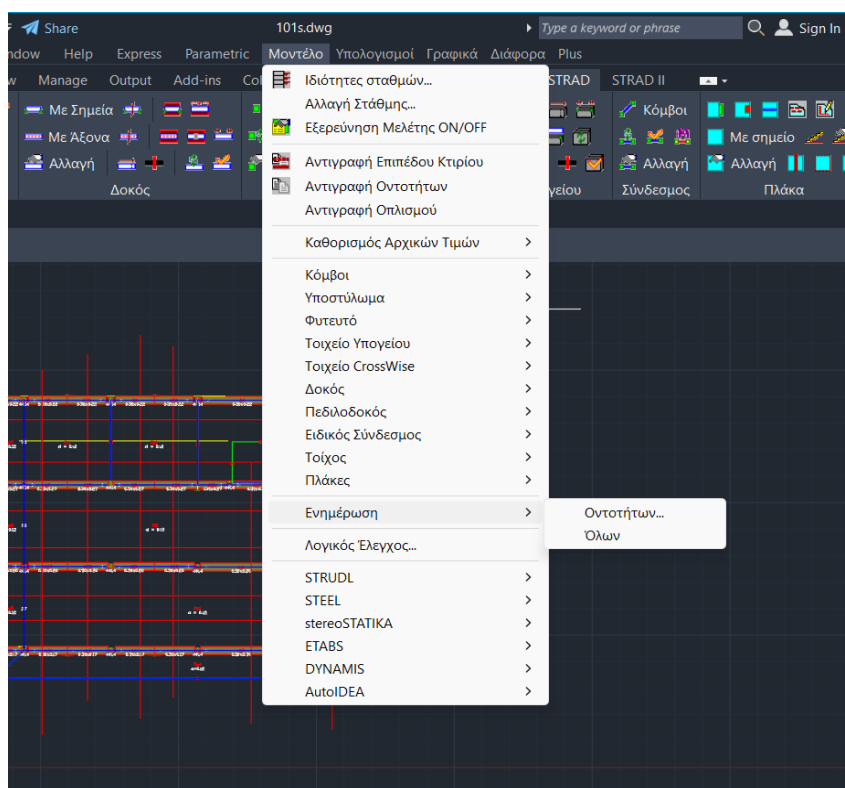 Share 101s.dwg Type a keyword or phrase Sign In
ndow Help Express Parametric Μοντέλο Υπολογισμοί Γραφικά Διάφορα Plus
w Manage Output Add-ins Col STRAD STRAD II
Με Σημεία Κόμβοι
Με Άξονα Με σημείο
Αλλαγή Αλλαγή Αλλαγή
Δοκός γείου Σύνδεσμος Πλάκα
Ιδιότητες σταθμών...
Αλλαγή Στάθμης...
Εξερεύνηση Μελέτης ON/OFF
Αντιγραφή Επιπέδου Κτιρίου
Αντιγραφή Οντοτήτων
Αντιγραφή Οπλισμού
Καθορισμός Αρχικών Τιμών
Κόμβοι
Υποστύλωμα
Φυτευτό
Τοιχείο Υπογείου
Τοιχείο CrossWise
Δοκός
Πεδιλοδοκός
Ειδικός Σύνδεσμος
Τοίχος
Πλάκες
Ενημέρωση
Οντοτήτων...
Όλων
Λογικός Έλεγχος...
STRUDL
STEEL
stereoSTATIKA
ETABS
DYNAMIS
AutoIDEA